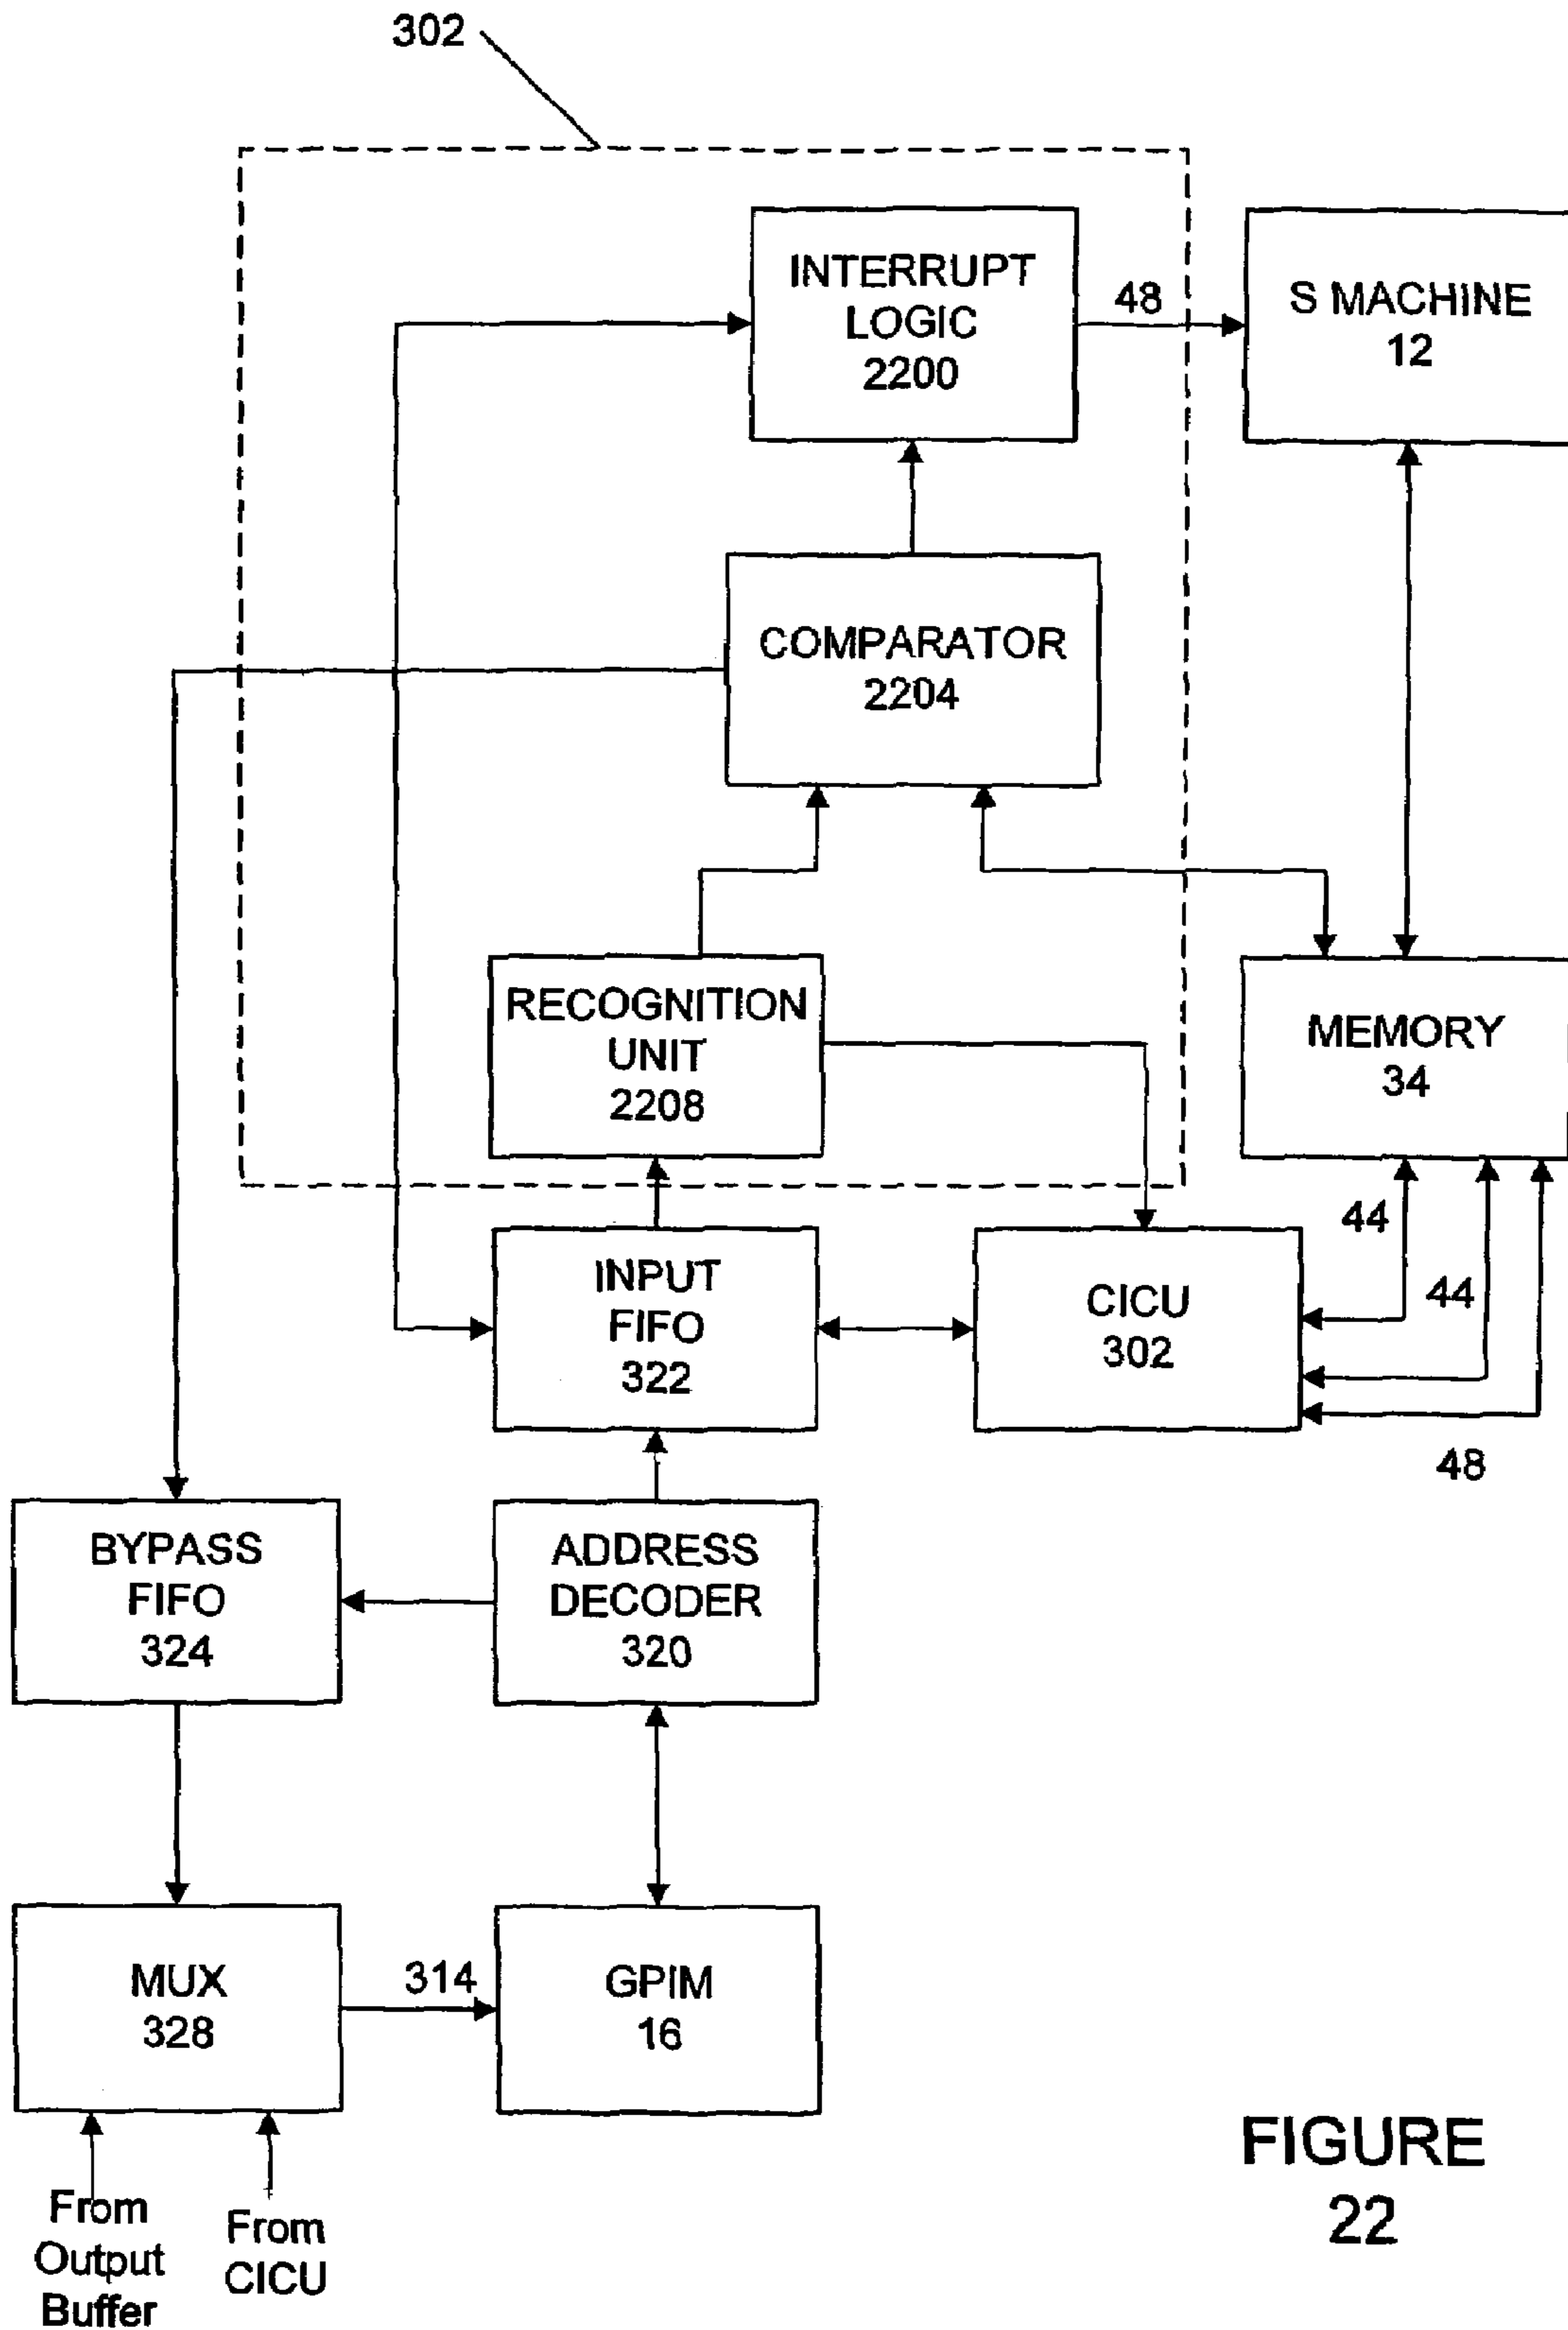 302
INTERRUPT
LOGIC
2200
48
S MACHINE
12
COMPARATOR
2204
RECOGNITION
UNIT
2208
MEMORY
34
INPUT
FIFO
322
CICU
302
44
44
48
BYPASS
FIFO
324
ADDRESS
DECODER
320
MUX
328
314
GPIM
16
From
Output
Buffer
From
CICU
FIGURE
22